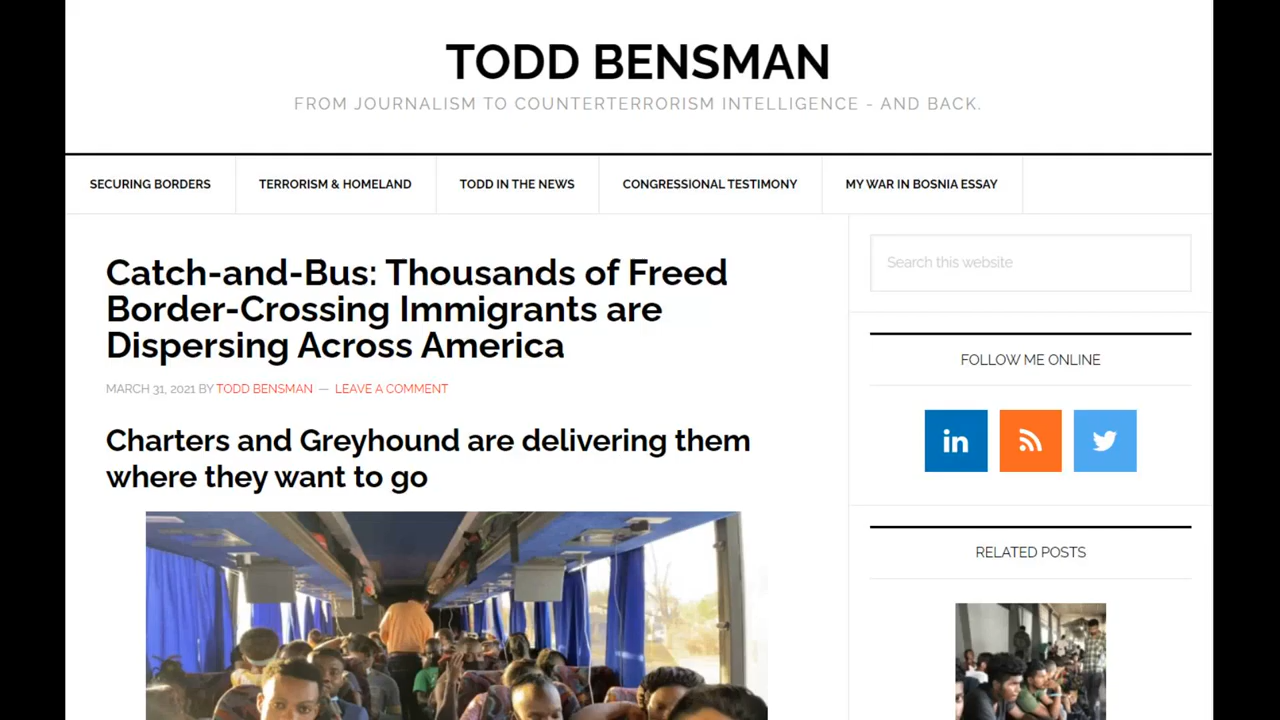 TODD BENSMAN
FROM JOURNALISM TO COUNTERTERRORISM INTELLIGENCE - AND BACK.
SECURING BORDERS
TERRORISM & HOMELAND
TODD IN THE NEWS
CONGRESSIONAL TESTIMONY
MY WAR IN BOSNIA ESSAY
Catch-and-Bus: Thousands of Freed
Border-Crossing Immigrants are
Dispersing Across America
MARCH 31, 2021 BY TODD BENSMAN — LEAVE A COMMENT
Charters and Greyhound are delivering them
where they want to go
Search this website
FOLLOW ME ONLINE
in
RELATED POSTS